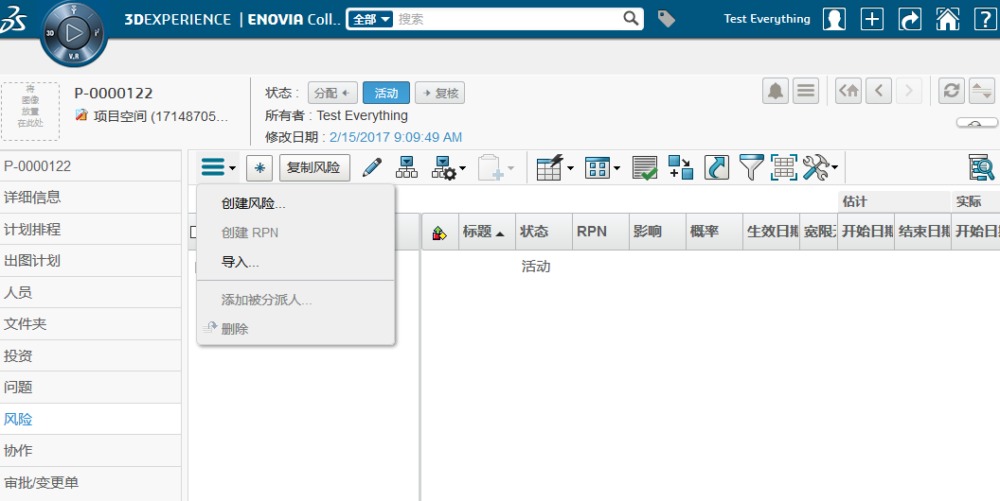 3DEXPERIENCE | ENOVIA Coll..
全部
搜索
Test Everything
3D
V.R
将
图像
放置
在此处
P-0000122
项目空间 (17148705...
状态 :
分配
活动
复核
所有者 : Test Everything
修改日期 : 2/15/2017 9:09:49 AM
P-0000122
详细信息
计划排程
出图计划
人员
文件夹
投资
问题
风险
协作
审批/变更单
复制风险
创建风险...
创建 RPN
导入...
添加被分派人...
删除
估计
实际
标题
状态
RPN
影响
概率
生效日期
宽限
开始日期
结束日期
开始日期
活动